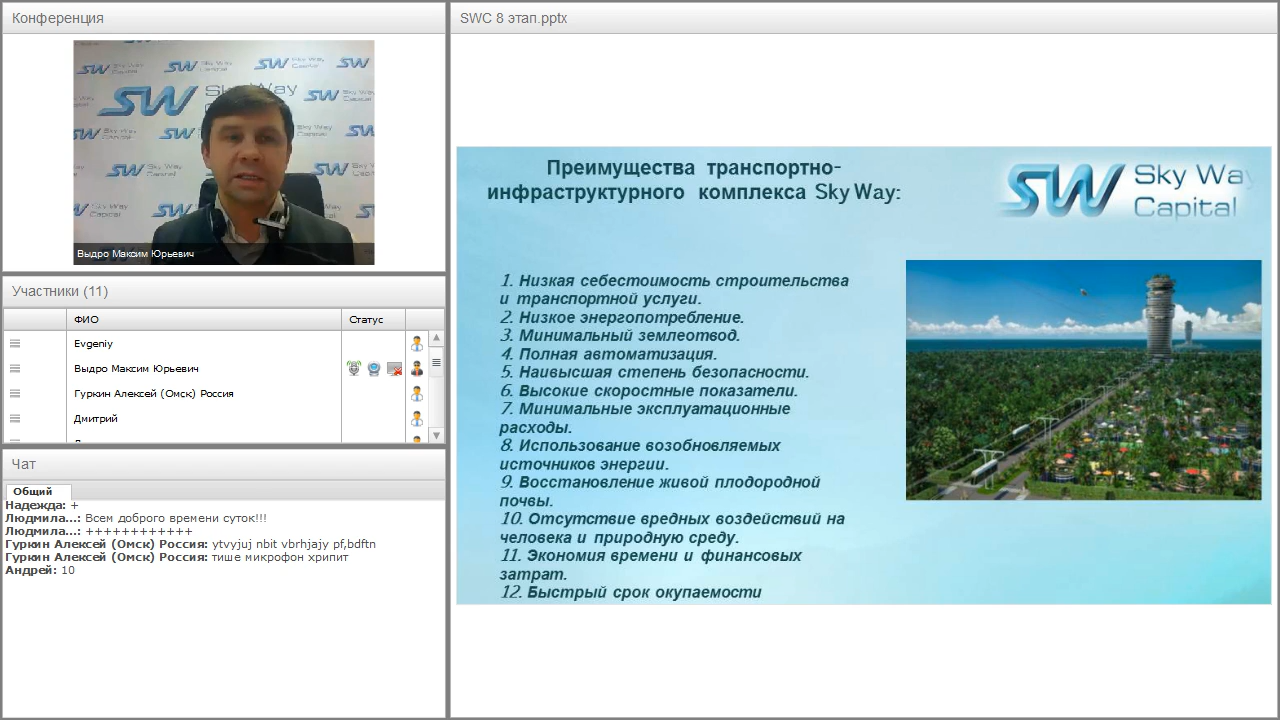 Конференция
SW Sky Way Capital
Выдро Максим Юрьевич
Участники (11)
ФИО
Статус
Evgeniy
Выдро Максим Юрьевич
Гуркин Алексей (Омск) Россия
Дмитрий
Чат
Общий
Надежда: +
Людмила...: Всем доброго времени суток!!!
Людмила...: ++++++++++++
Гуркин Алексей (Омск) Россия: ytvyjuj nbit vbrhjajy pf,bdftn
Гуркин Алексей (Омск) Россия: тише микрофон хрипит
Андрей: 10
SWC 8 этап.pptx
Преимущества транспортно-
инфраструктурного комплекса Sky Way:
SW Sky Way
Capital
1. Низкая себестоимость строительства
и транспортной услуги.
2. Низкое энергопотребление.
3. Минимальный землеотвод.
4. Полная автоматизация.
5. Наивысшая степень безопасности.
6. Высокие скоростные показатели.
7. Минимальные эксплуатационные
расходы.
8. Использование возобновляемых
источников энергии.
9. Восстановление живой плодородной
почвы.
10. Отсутствие вредных воздействий на
человека и природную среду.
11. Экономия времени и финансовых
затрат.
12. Быстрый срок окупаемости